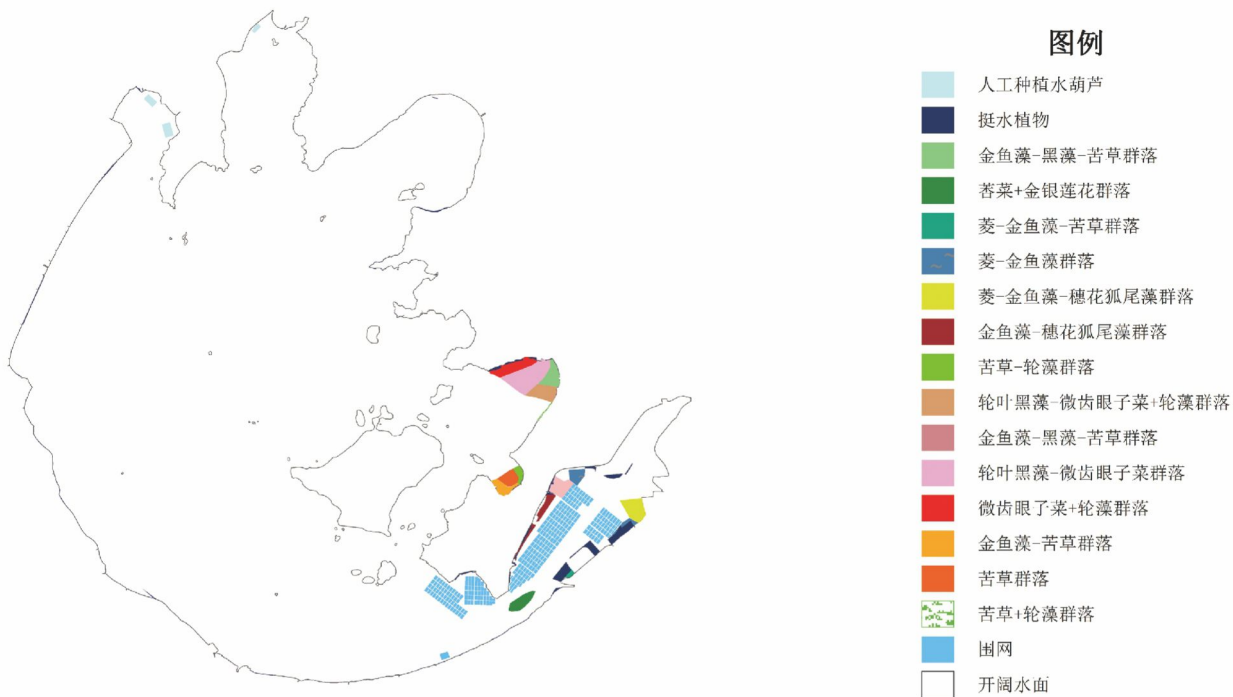 图例
人工种植水葫芦
挺水植物
金鱼藻-黑藻-苦草群落
莕菜+金银莲花群落
菱-金鱼藻-苦草群落
菱-金鱼藻群落
菱-金鱼藻-穗花狐尾藻群落
金鱼藻-穗花狐尾藻群落
苦草-轮藻群落
轮叶黑藻-微齿眼子菜+轮藻群落
金鱼藻-黑藻-苦草群落
轮叶黑藻-微齿眼子菜群落
微齿眼子菜+轮藻群落
金鱼藻-苦草群落
苦草群落
苦草+轮藻群落
围网
开阔水面